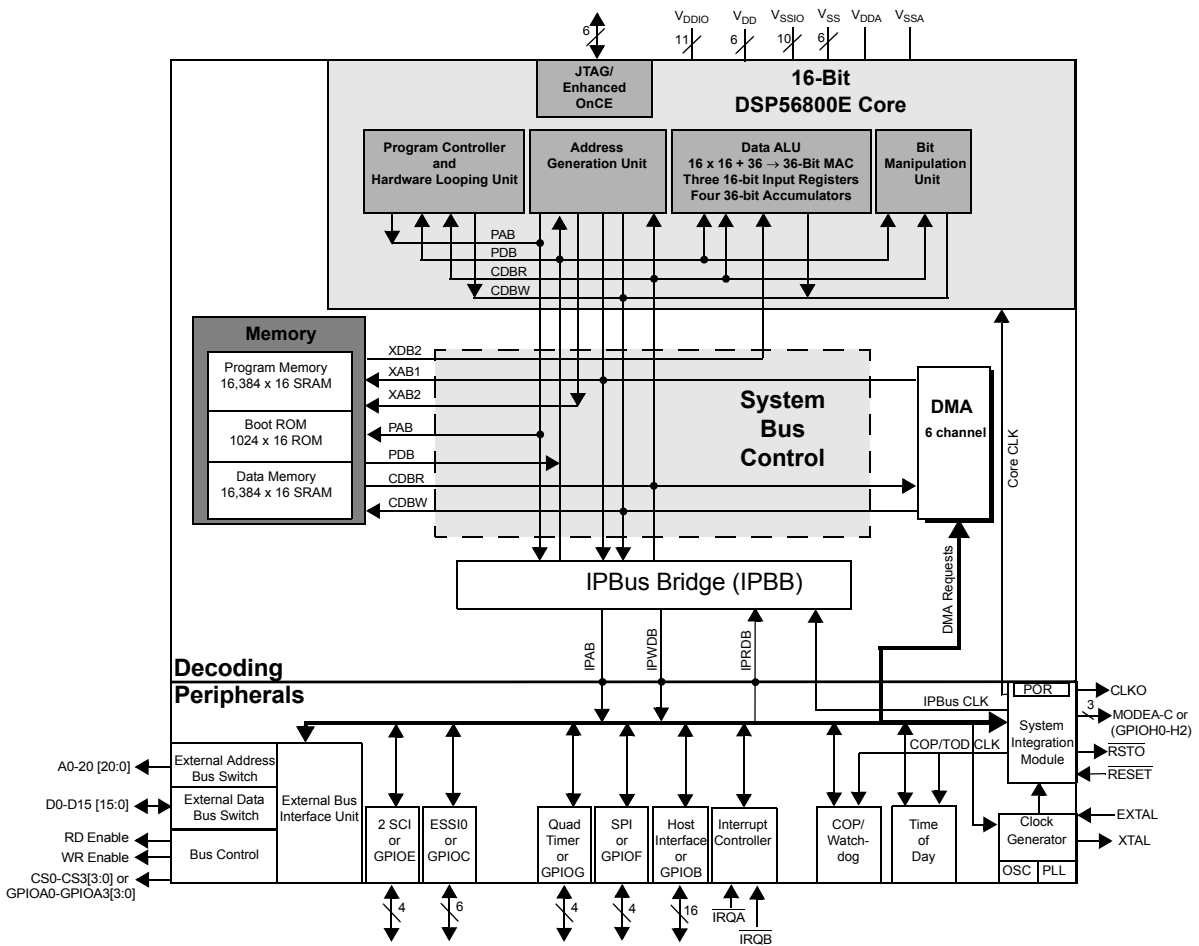 V_DDIO V_DD V_SSIO V_SS V_DDA V_SSA
6 11 6 10 6
JTAG/
Enhanced
OnCE
16-Bit
DSP56800E Core
Program Controller
and
Hardware Looping Unit
Address
Generation Unit
Data ALU
16 x 16 + 36 → 36-Bit MAC
Three 16-bit Input Registers
Four 36-bit Accumulators
Bit
Manipulation
Unit
PAB
PDB
CDBR
CDBW
Memory
Program Memory
16,384 x 16 SRAM
Boot ROM
1024 x 16 ROM
Data Memory
16,384 x 16 SRAM
XDB2
XAB1
XAB2
PAB
PDB
CDBR
CDBW
System
Bus
Control
DMA
6 channel
Core CLK
DMA Requests
IPBus Bridge (IPBB)
IPAB
IPWDB
IPRDB
Decoding
Peripherals
IPBus CLK
COP/TOD CLK
POR
System
Integration
Module
CLKO
3
MODEA-C or
(GPIOH0-H2)
RSTO
RESET
EXTAL
XTAL
Clock
Generator
OSC PLL
A0-20 [20:0]
D0-D15 [15:0]
RD Enable
WR Enable
CS0-CS3[3:0] or
GPIOA0-GPIOA3[3:0]
External Address
Bus Switch
External Data
Bus Switch
Bus Control
External Bus
Interface Unit
2 SCI
or
GPIOE
4
ESSI0
or
GPIOC
6
Quad
Timer
or
GPIOG
4
SPI
or
GPIOF
4
Host
Interface
or
GPIOB
16
Interrupt
Controller
IRQA
IRQB
COP/
Watch-
dog
Time
of
Day